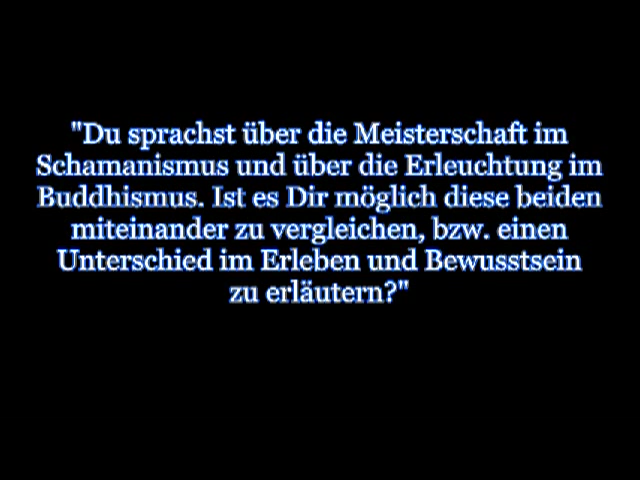 "Du sprachst über die Meisterschaft im
Schamanismus und über die Erleuchtung im
Buddhismus. Ist es Dir möglich diese beiden
miteinander zu vergleichen, bzw. einen
Unterschied im Erleben und Bewusstsein
zu erläutern?"